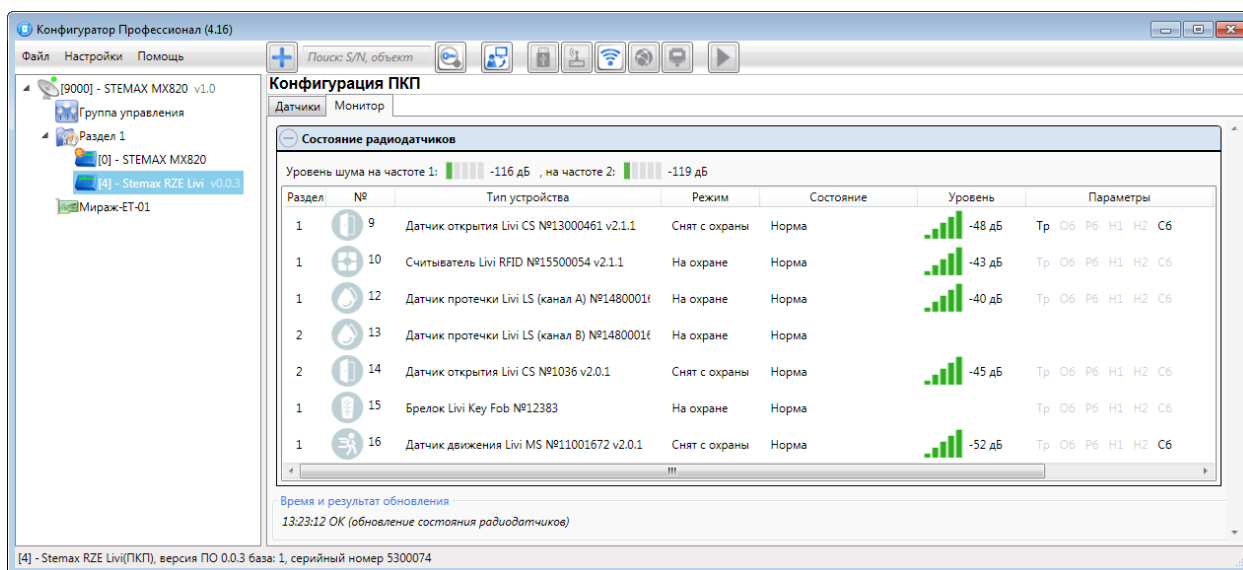 Конфигуратор Профессионал (4.16)
Файл Настройки Помощь Поиск: S/N, объект
[9000] - STEMAX MX820 v1.0
Группа управления
Раздел 1
[0] - STEMAX MX820
[4] - Stemax RZE Livi v0.0.3
Мираж-ET-01
Конфигурация ПКП
Датчики Монитор
Состояние радиодатчиков
Уровень шума на частоте 1: -116 дБ , на частоте 2: -119 дБ
Раздел № Тип устройства Режим Состояние Уровень Параметры
1 9 Датчик открытия Livi CS №13000461 v2.1.1 Снят с охраны Норма -48 дБ Тр Об Рб Н1 Н2 Сб
1 10 Считыватель Livi RFID №15500054 v2.1.1 На охране Норма -43 дБ Тр Об Рб Н1 Н2 Сб
1 12 Датчик протечки Livi LS (канал A) №1480001 На охране Норма -40 дБ Тр Об Рб Н1 Н2 Сб
2 13 Датчик протечки Livi LS (канал B) №1480001 На охране Норма
2 14 Датчик открытия Livi CS №1036 v2.0.1 Снят с охраны Норма -45 дБ Тр Об Рб Н1 Н2 Сб
1 15 Брелок Livi Key Fob №12383 На охране Норма Тр Об Рб Н1 Н2 Сб
1 16 Датчик движения Livi MS №11001672 v2.0.1 Снят с охраны Норма -52 дБ Тр Об Рб Н1 Н2 Сб
Время и результат обновления
13:23:12 ОК (обновление состояния радиодатчиков)
[4] - Stemax RZE Livi(ПКП), версия ПО 0.0.3 база: 1, серийный номер 5300074